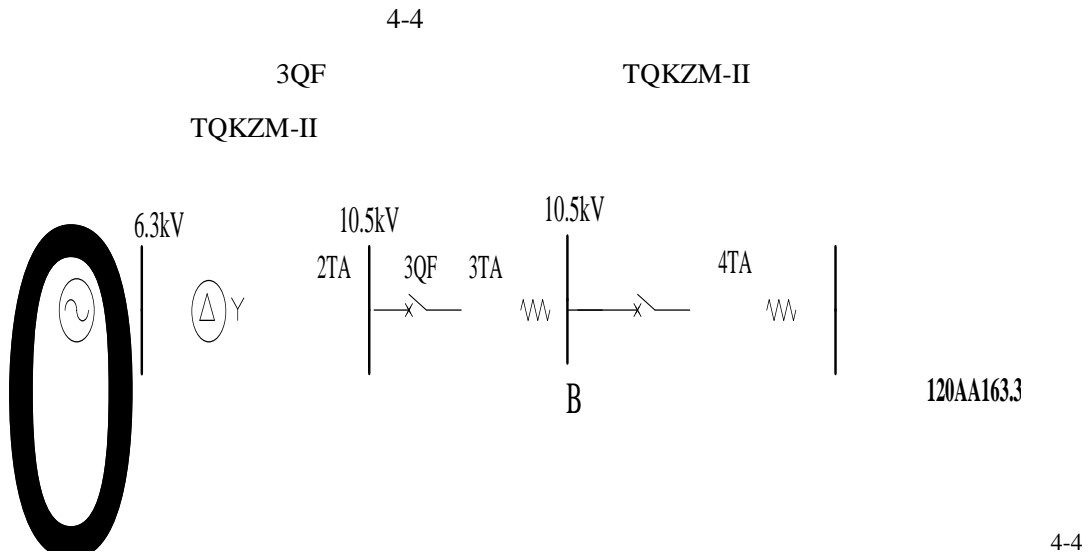 4-4
3QF TQKZM-II
TQKZM-II
6.3kV 10.5kV 10.5kV
2TA 3QF 3TA 4TA
Y
B
120AA163.3
4-4